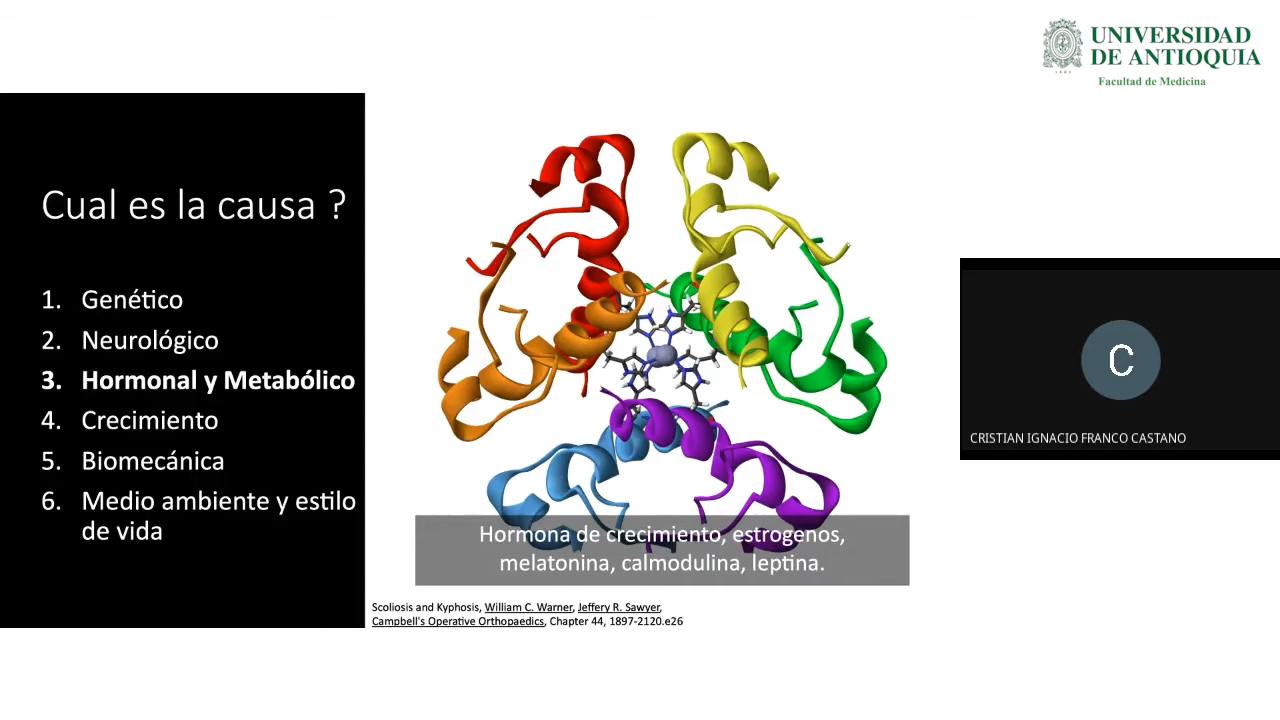 UNIVERSIDAD
DE ANTIOQUIA
1803
Facultad de Medicina
Cual es la causa ?
1. Genético
2. Neurológico
3. Hormonal y Metabólico
4. Crecimiento
5. Biomecánica
6. Medio ambiente y estilo
de vida
Hormona de crecimiento, estrogenos,
melatonina, calmodulina, leptina.
Scoliosis and Kyphosis, William C. Warner, Jeffery R. Sawyer,
Campbell's Operative Orthopaedics, Chapter 44, 1897-2120.e26
C
CRISTIAN IGNACIO FRANCO CASTANO